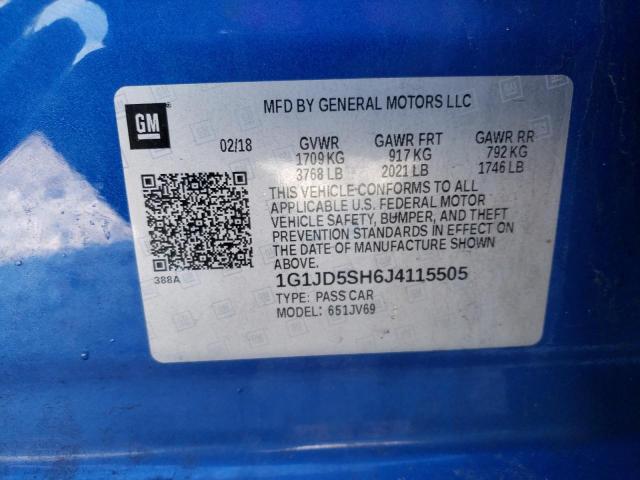 MFD BY GENERAL MOTORS LLC
GM
02/18 GVWR GAWR FRT GAWR RR
1709 KG 917 KG 792 KG
3768 LB 2021 LB 1746 LB
THIS VEHICLE CONFORMS TO ALL
APPLICABLE U.S. FEDERAL MOTOR
VEHICLE SAFETY, BUMPER, AND THEFT
PREVENTION STANDARDS IN EFFECT ON
THE DATE OF MANUFACTURE SHOWN
ABOVE.
388A
1G1JD5SH6J4115505
TYPE: PASS CAR
MODEL: 651JV69